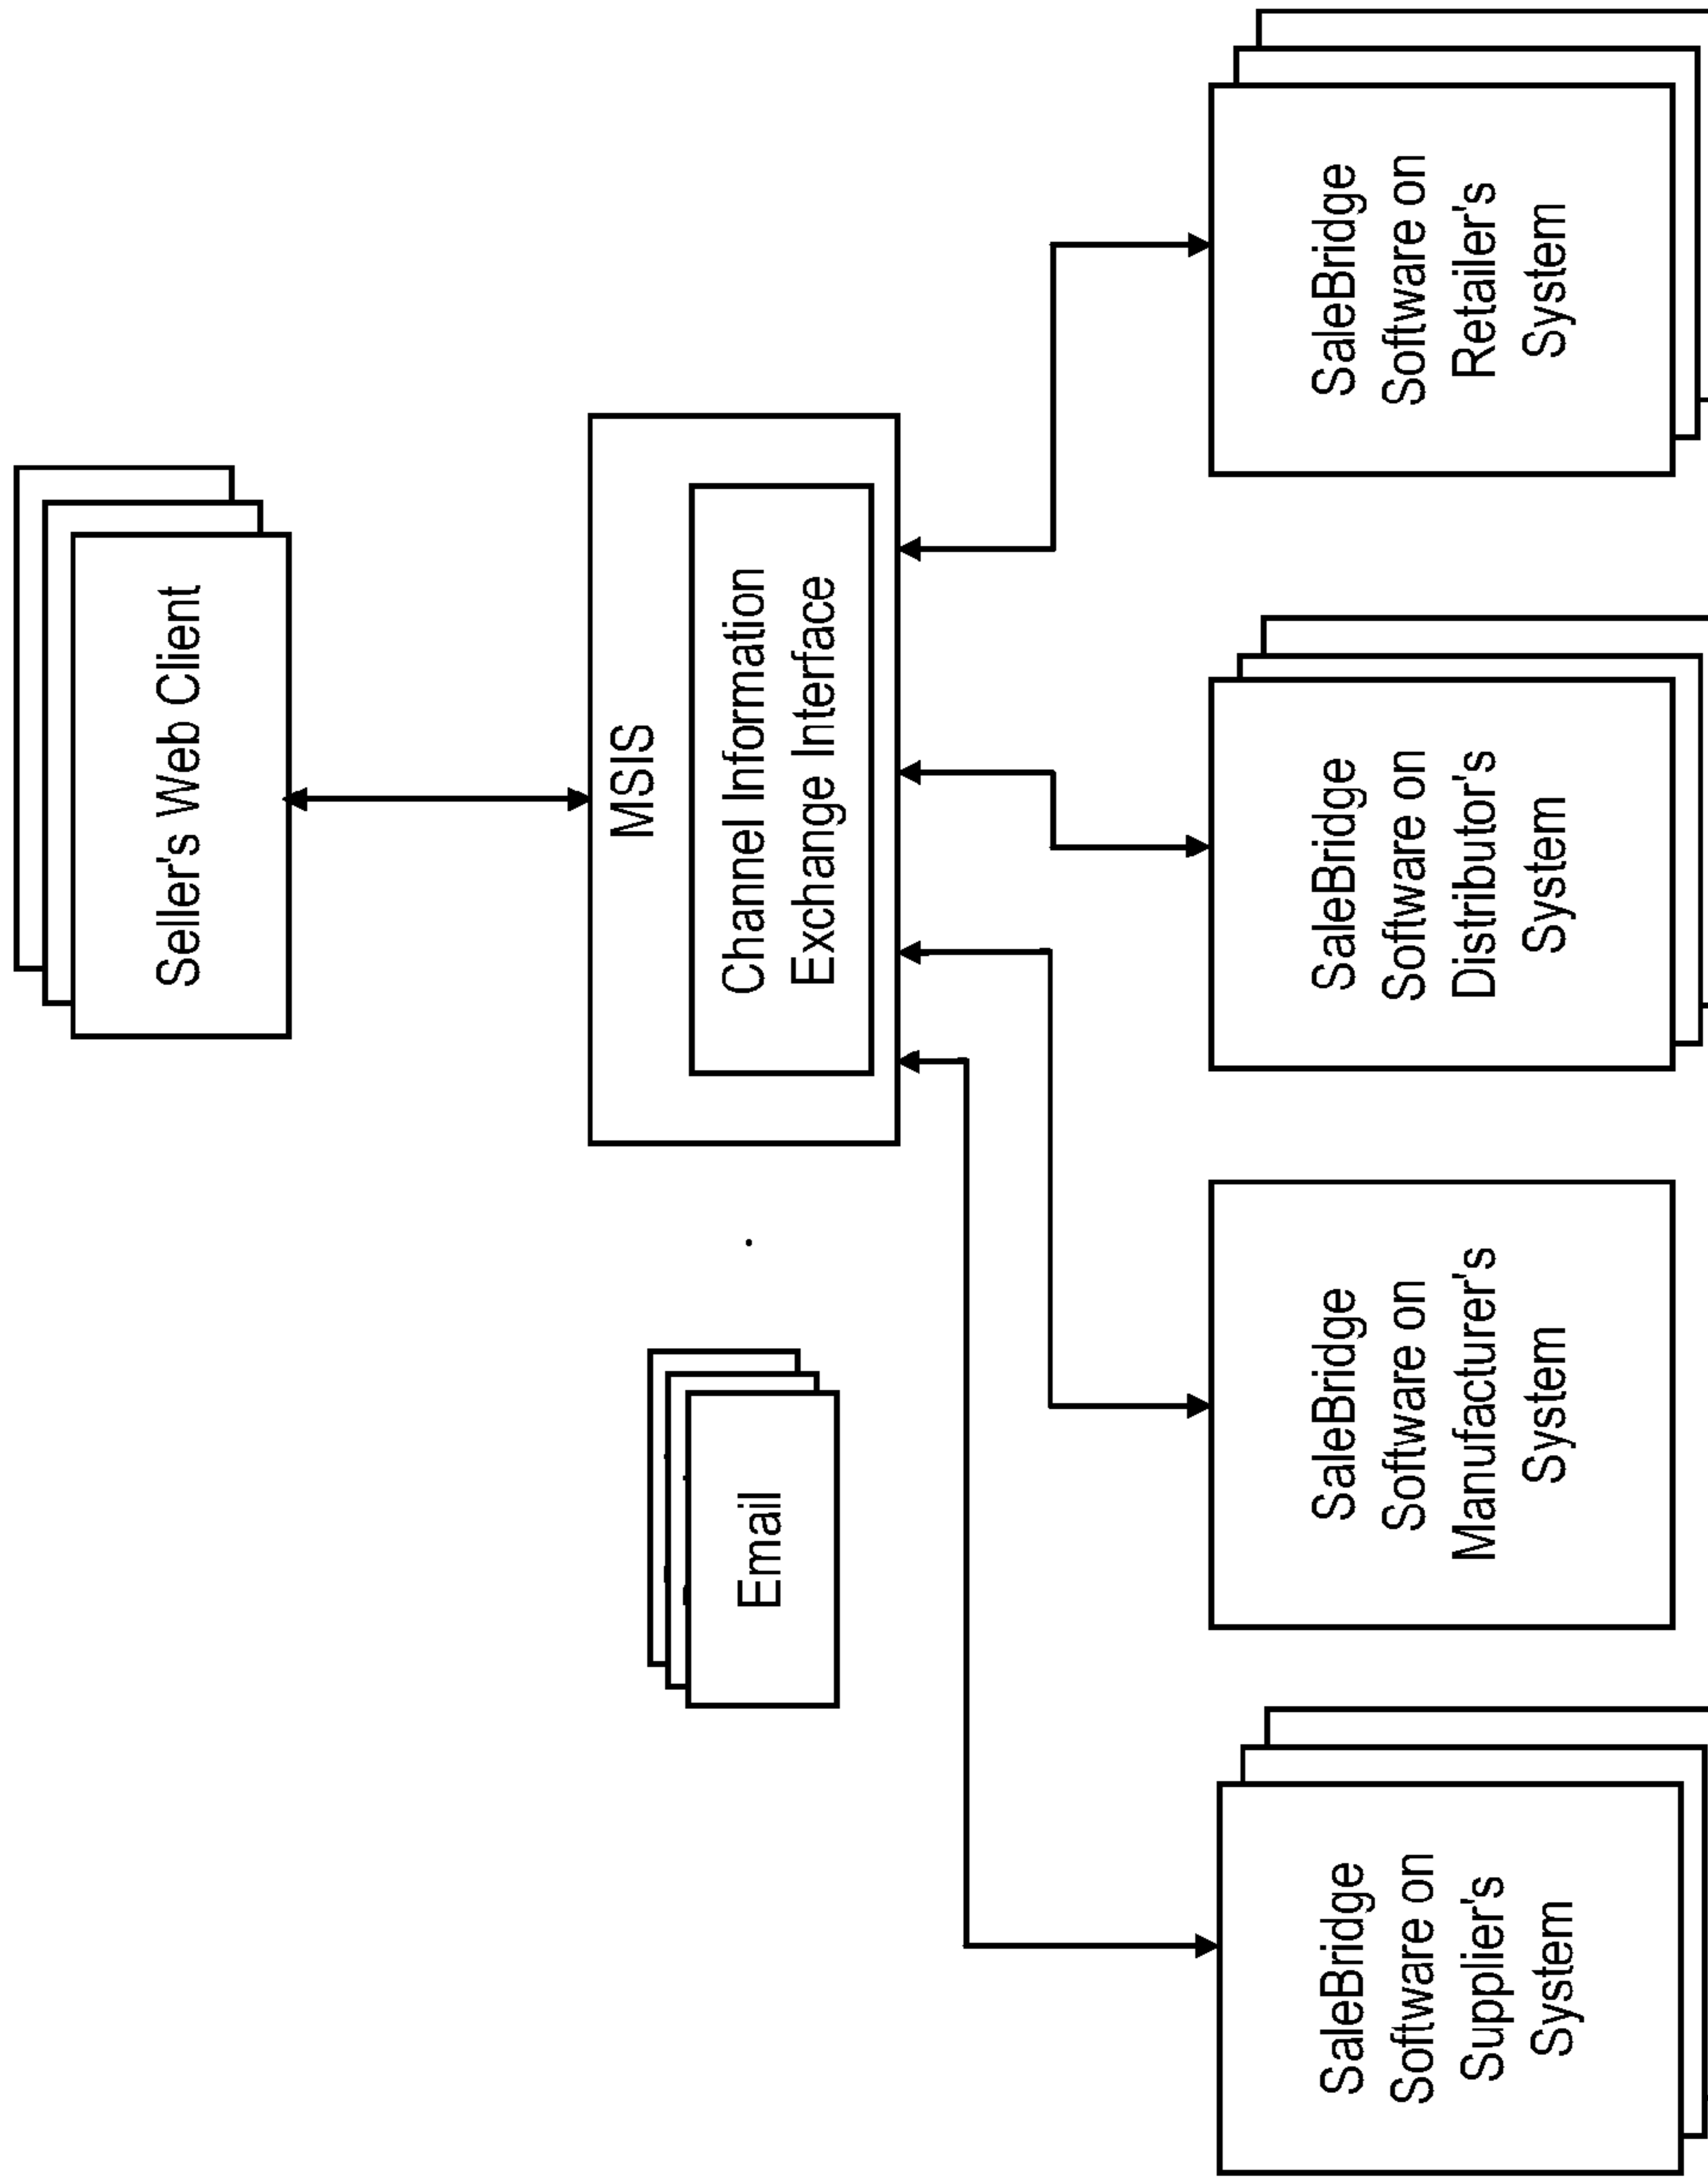 Seller's Web Client
MSIS
Channel Information
Exchange Interface
Email
SaleBridge
Software on
Supplier's
System
SaleBridge
Software on
Manufacturer's
System
SaleBridge
Software on
Distributor's
System
SaleBridge
Software on
Retailer's
System